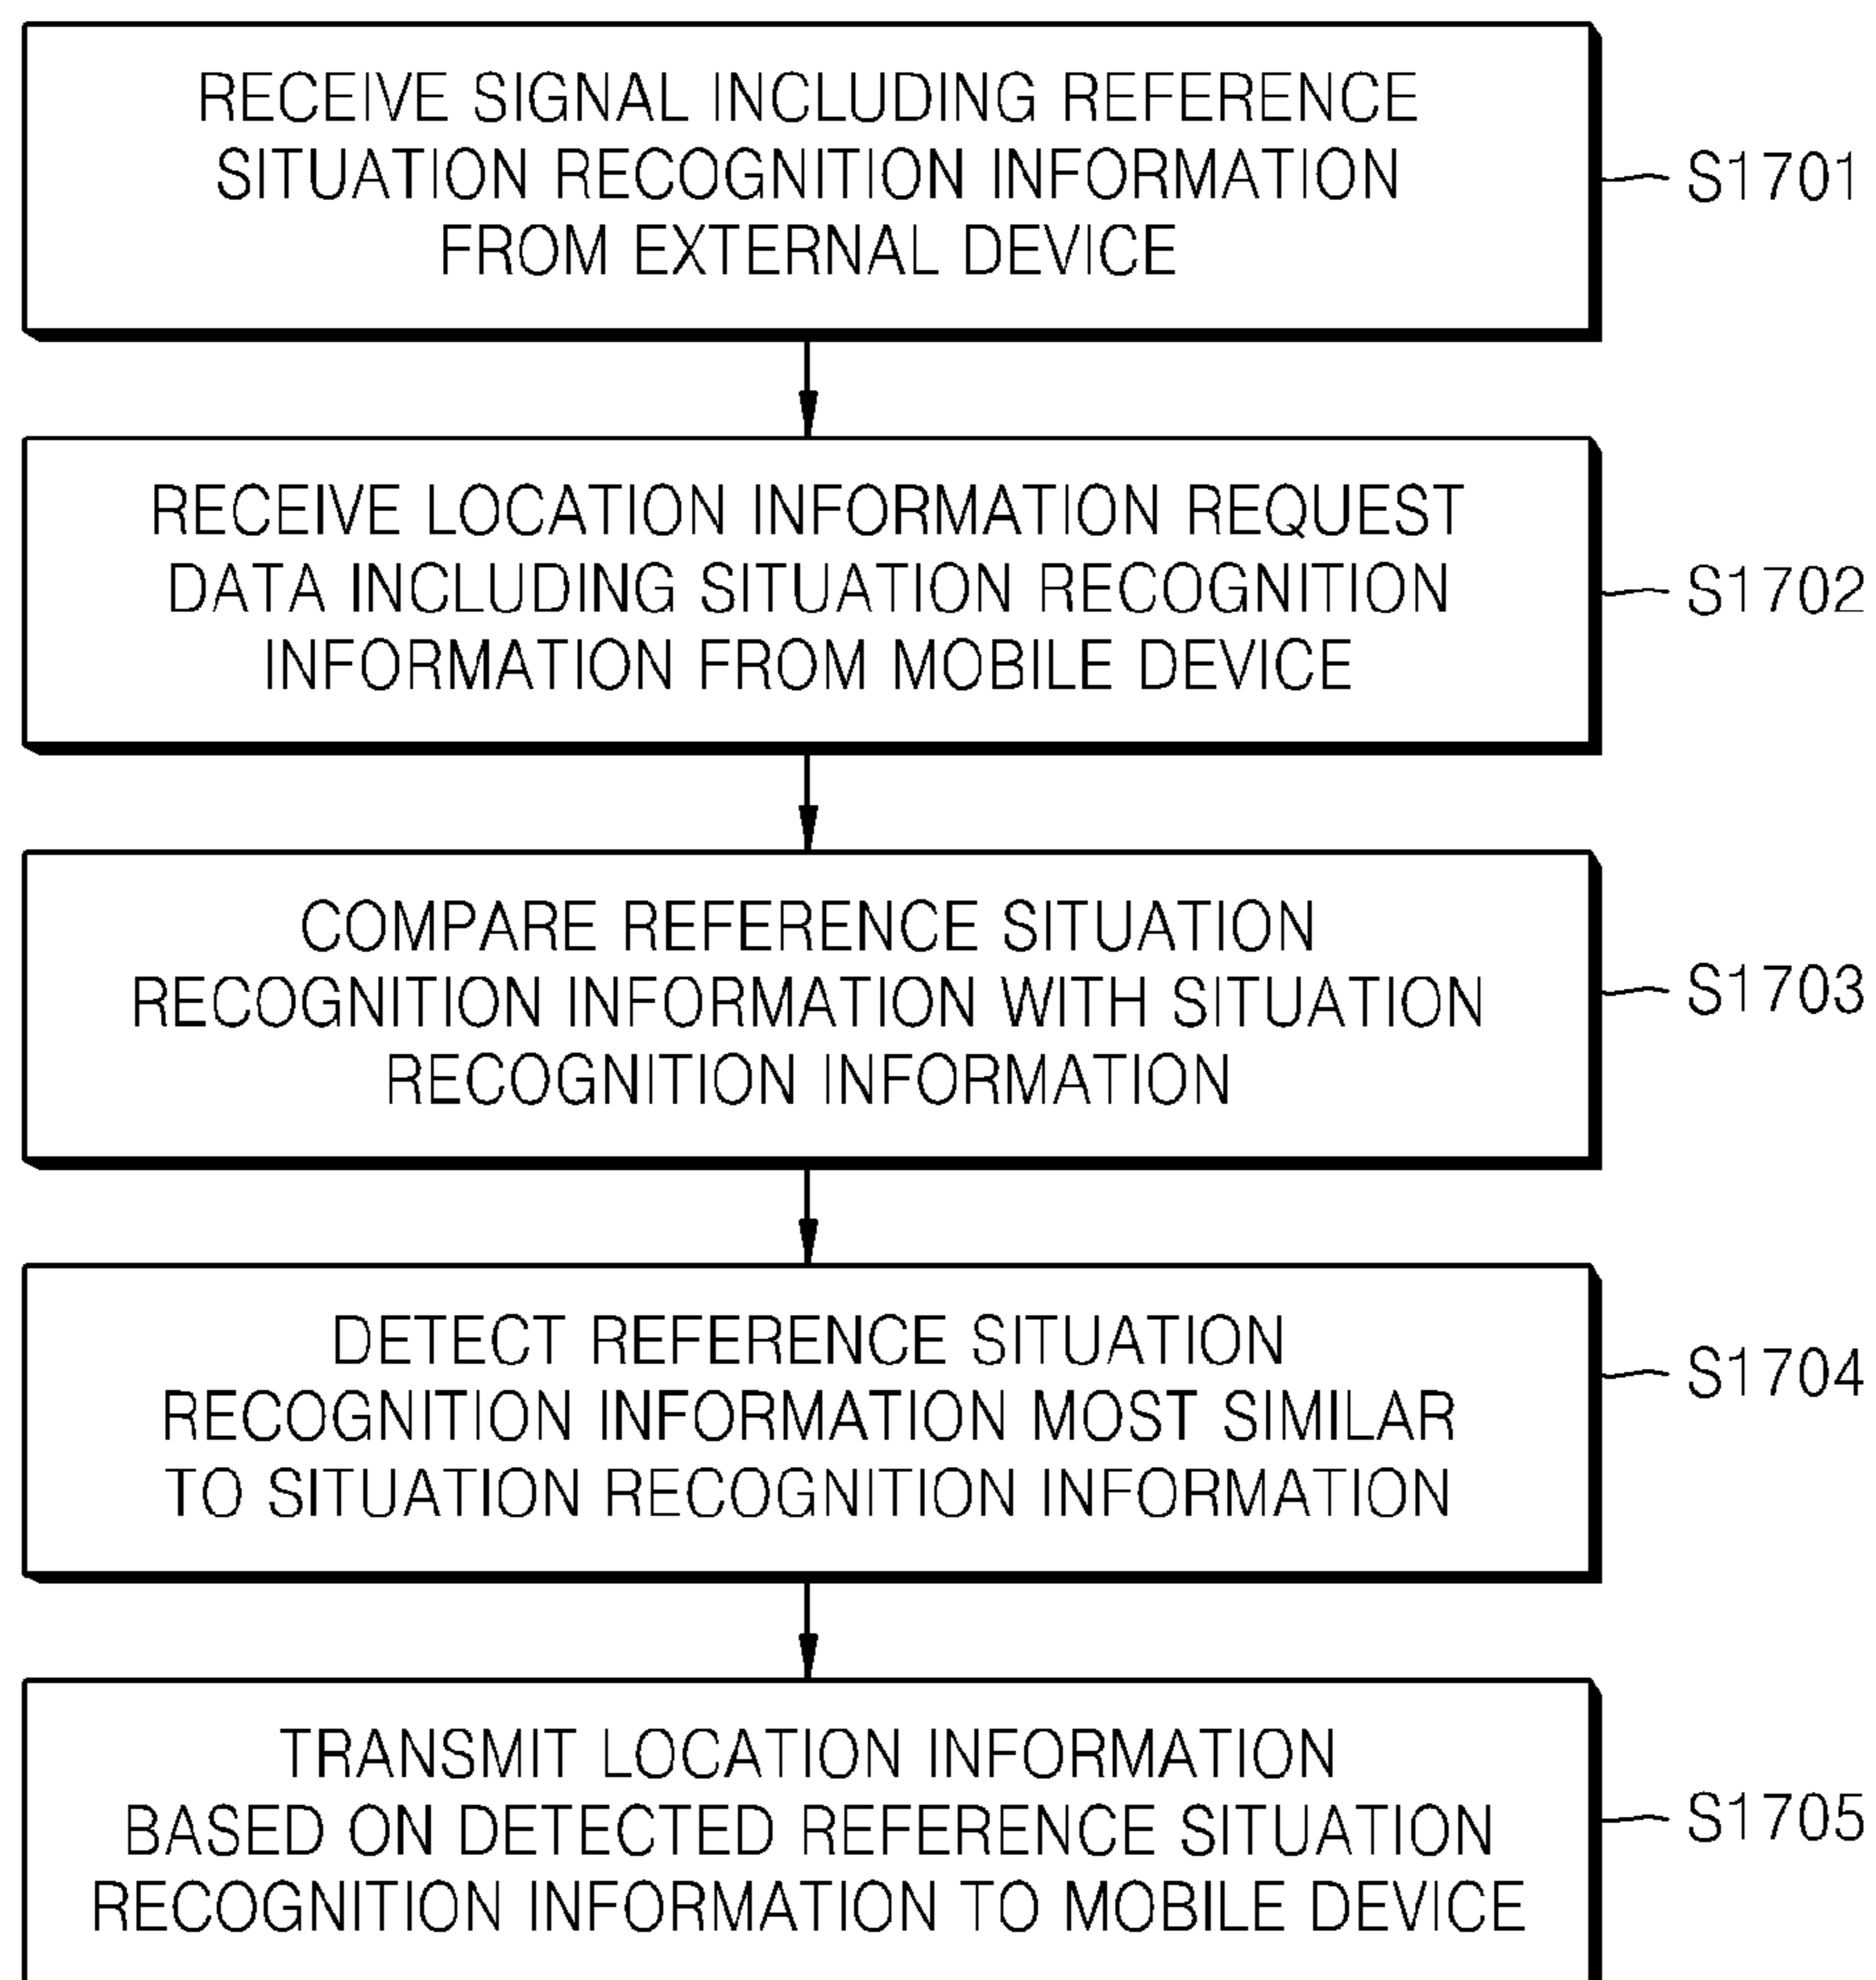 RECEIVE SIGNAL INCLUDING REFERENCE
SITUATION RECOGNITION INFORMATION
FROM EXTERNAL DEVICE
S1701
RECEIVE LOCATION INFORMATION REQUEST
DATA INCLUDING SITUATION RECOGNITION
INFORMATION FROM MOBILE DEVICE
S1702
COMPARE REFERENCE SITUATION
RECOGNITION INFORMATION WITH SITUATION
RECOGNITION INFORMATION
S1703
DETECT REFERENCE SITUATION
RECOGNITION INFORMATION MOST SIMILAR
TO SITUATION RECOGNITION INFORMATION
S1704
TRANSMIT LOCATION INFORMATION
BASED ON DETECTED REFERENCE SITUATION
RECOGNITION INFORMATION TO MOBILE DEVICE
S1705